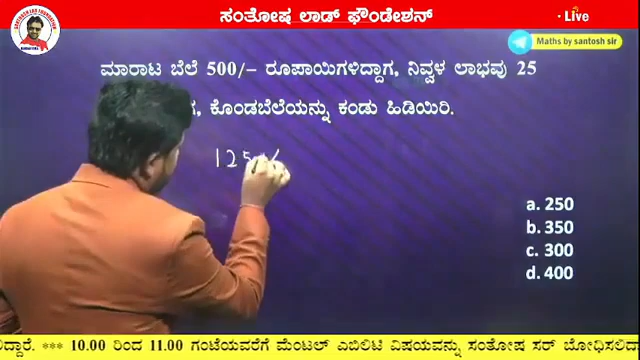 ಸಂತೋಷ ಲಾಡ್ ಫೌಂಡೇಶನ್
Live
Maths by santosh sir
ಮಾರಾಟ ಬೆಲೆ 500/- ರೂಪಾಯಿಗಳಿದ್ದಾಗ, ನಿವ್ವಳ ಲಾಭವು 25
ಕೊಂಡಬೆಲೆಯನ್ನು ಕಂಡು ಹಿಡಿಯಿರಿ.
125
a. 250
b. 350
c. 300
d. 400
*** 10.00 ರಿಂದ 11.00 ಗಂಟೆಯವರೆಗೆ ಮೆಂಟಲ್ ಎಬಿಲಿಟಿ ವಿಷಯವನ್ನು ಸಂತೋಷ ಸರ್